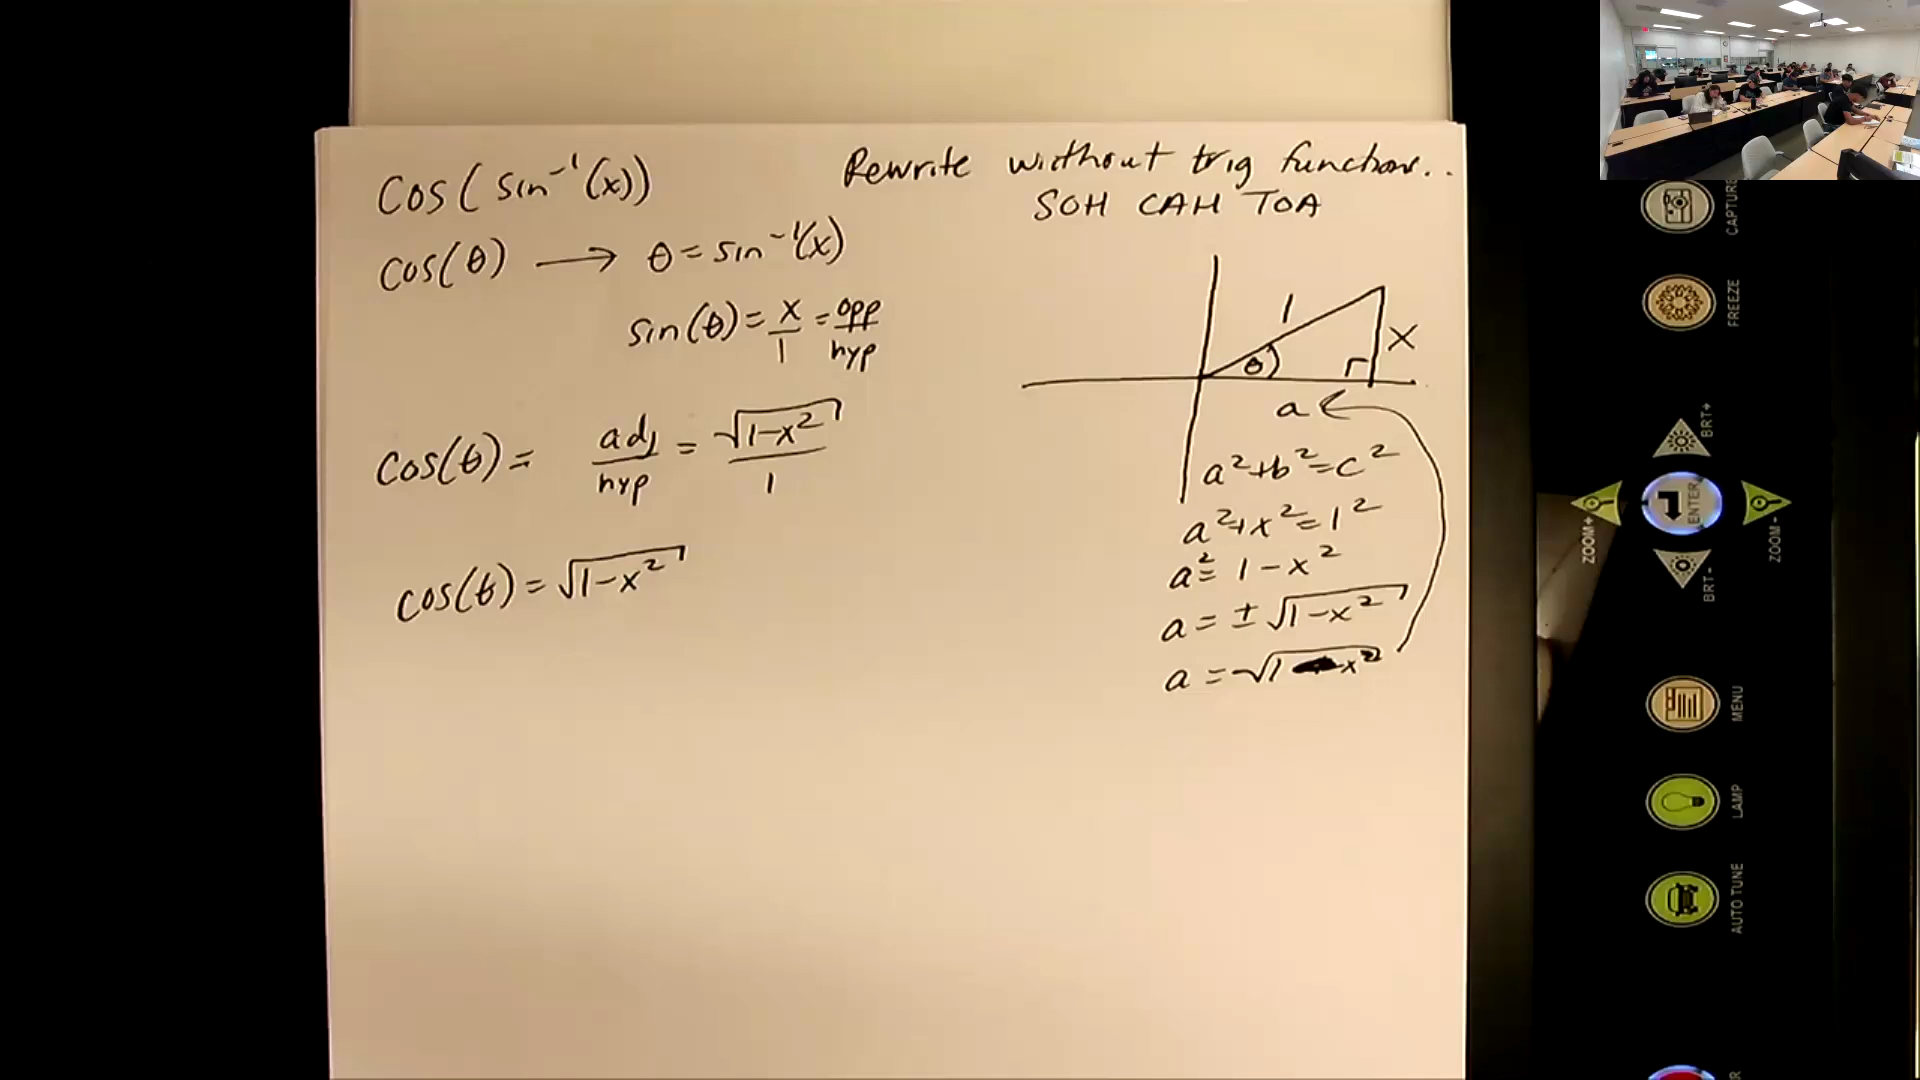 Cos(sin⁻¹(x))
Rewrite without trig functions..
SOH CAH TOA
cos(θ) → θ = sin⁻¹(x)
sin(θ) = x/1 = opp/hyp
1
x
θ
a
cos(θ) = adj/hyp = √(1-x²)/1
cos(θ) = √(1-x²)
a²+b²=c²
a²+x²=1²
a²= 1-x²
a = ± √(1-x²)
a = √(1-x²)
CAPTURE
FREEZE
BRT+
ZOOM+
ENTER
ZOOM-
BRT-
MENU
LAMP
AUTO TUNE